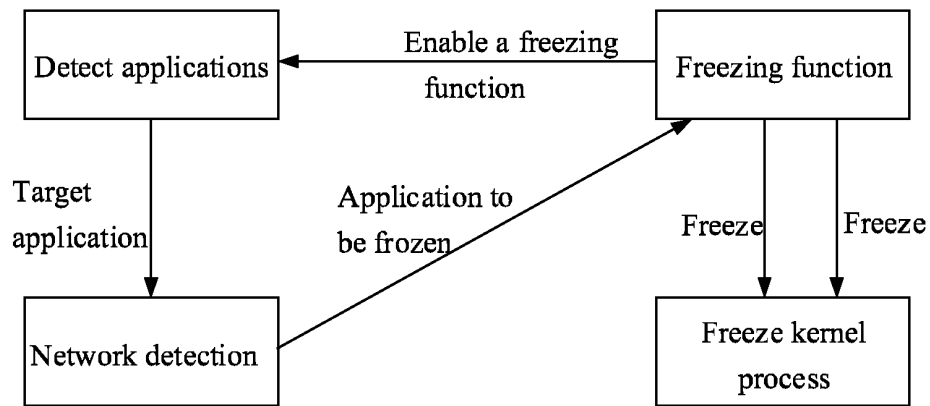 Detect applications
Enable a freezing
function
Freezing function
Target
application
Application to
be frozen
Freeze
Freeze
Network detection
Freeze kernel
process